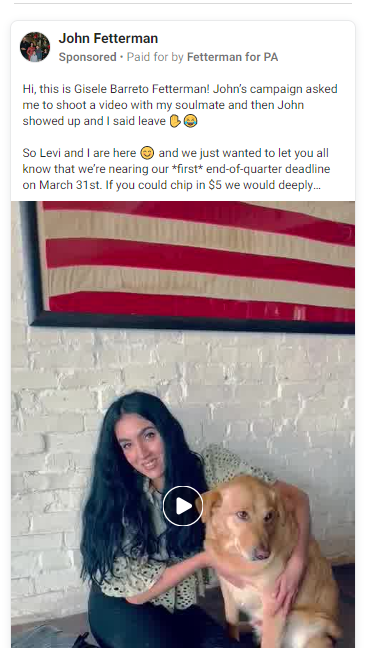 John Fetterman
Sponsored • Paid for by Fetterman for PA
Hi, this is Gisele Barreto Fetterman! John's campaign asked
me to shoot a video with my soulmate and then John
showed up and I said leave ✋😂
So Levi and I are here 😊 and we just wanted to let you all
know that we're nearing our *first* end-of-quarter deadline
on March 31st. If you could chip in $5 we would deeply...